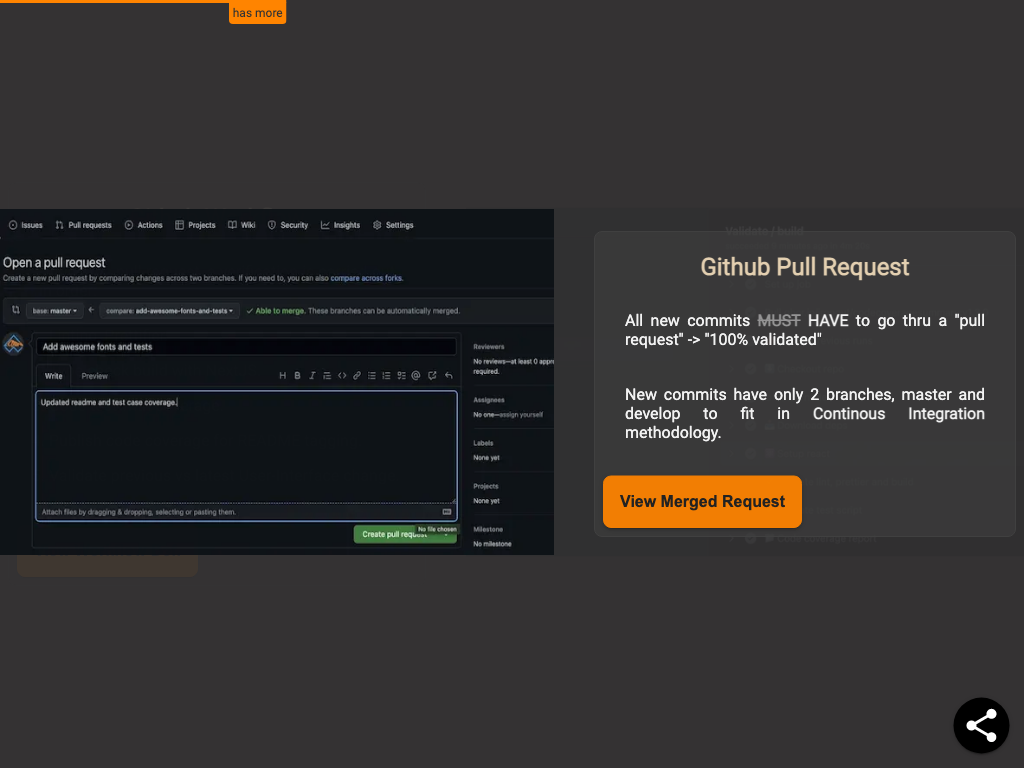 has more
Issues Pull requests Actions Projects Wiki Security Insights Settings
Open a pull request
Create a new pull request by comparing changes across two branches. If you need to, you can also compare across forks.
base: master compare: add-awesome-fonts-and-tests ✓ Able to merge. These branches can be automatically merged.
Add awesome fonts and tests
Write Preview
Updated readme and test case coverage.
Attach files by dragging & dropping, selecting or pasting them.
No file chosen
Create pull request
Reviewers
No reviews—at least 0 appro
required.
Assignees
No one—assign yourself
Labels
None yet
Projects
None yet
Milestone
No milestone
Validate / build
Github Pull Request
All new commits MUST HAVE to go thru a "pull
request" -> "100% validated"
New commits have only 2 branches, master and
develop to fit in Continous Integration
methodology.
View Merged Request